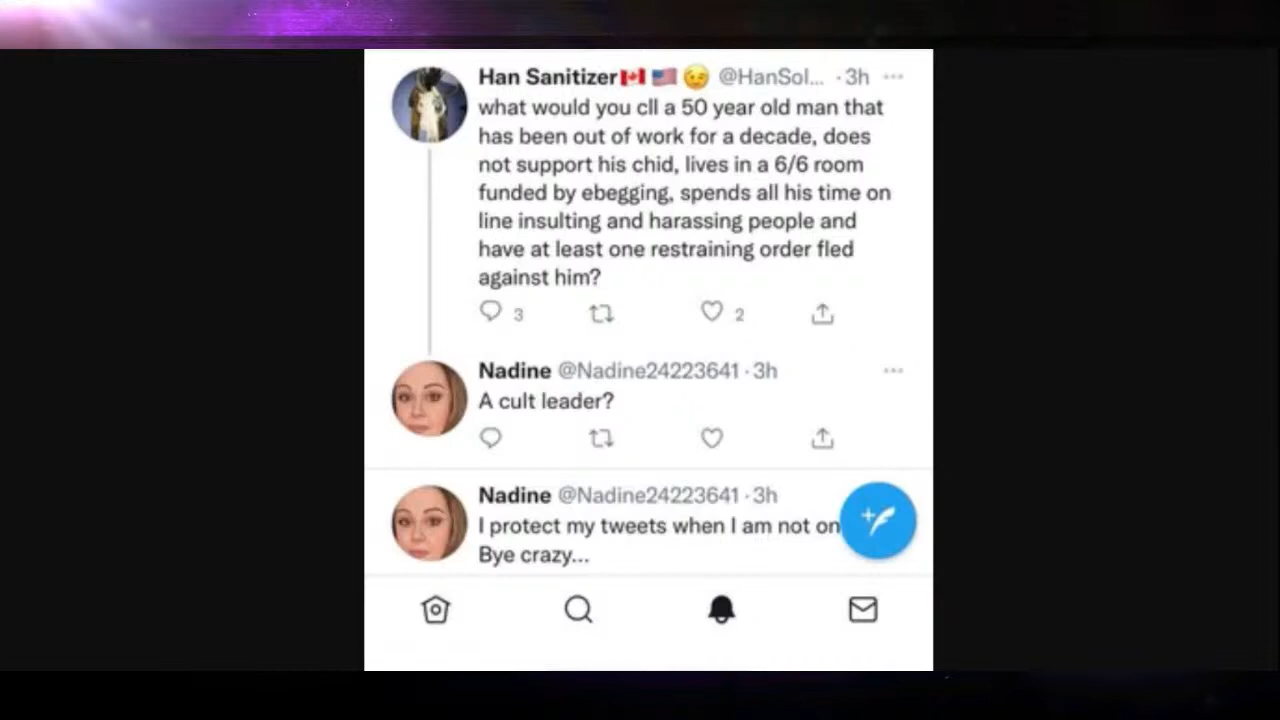 Han Sanitizer🇨🇦 🇺🇸 😉 @HanSol... · 3h
what would you cll a 50 year old man that
has been out of work for a decade, does
not support his chid, lives in a 6/6 room
funded by ebegging, spends all his time on
line insulting and harassing people and
have at least one restraining order fled
against him?
3 2
Nadine @Nadine24223641 · 3h
A cult leader?
Nadine @Nadine24223641 · 3h
I protect my tweets when I am not on
Bye crazy...